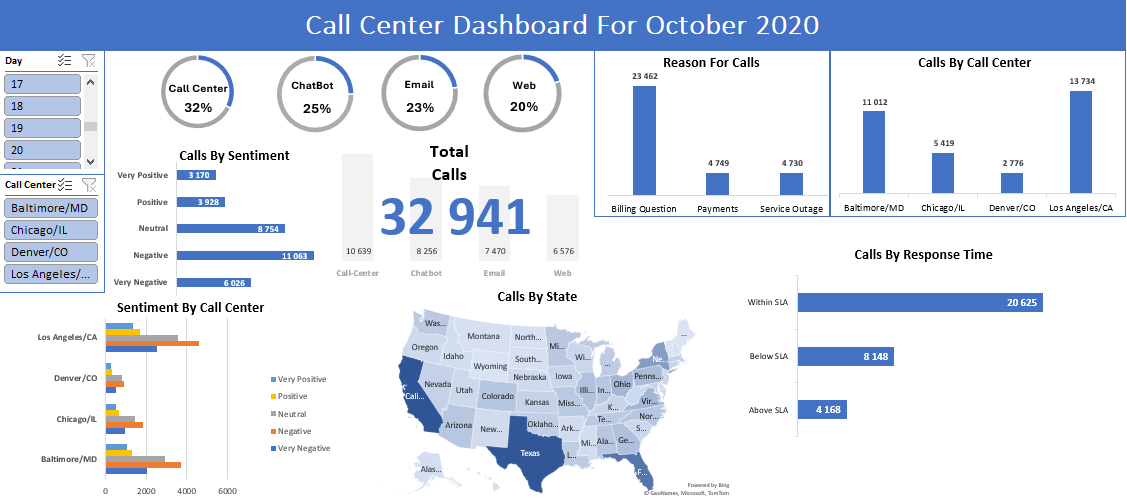 Call Center Dashboard For October 2020
Day
17
18
19
20
Call Center
Baltimore/MD
Chicago/IL
Denver/CO
Los Angeles/...
Call Center
32%
ChatBot
25%
Email
23%
Web
20%
Calls By Sentiment
Very Positive
3 170
Positive
3 928
Neutral
8 754
Negative
11 063
Very Negative
6 026
Total
Calls
32 941
10 639
8 256
7 470
6 576
Call-Center
Chatbot
Email
Web
Reason For Calls
23 462
4 749
4 730
Billing Question
Payments
Service Outage
Calls By Call Center
11 012
5 419
2 776
13 734
Baltimore/MD
Chicago/IL
Denver/CO
Los Angeles/CA
Sentiment By Call Center
Los Angeles/CA
Denver/CO
Chicago/IL
Baltimore/MD
0
2000
4000
6000
Very Positive
Positive
Neutral
Negative
Very Negative
Calls By State
Was...
Montana
North...
Mi...
Oregon
Idaho
South...
Wi...
...
Ne...
...
Wyoming
Nebraska
Iowa
Penns...
Nevada
Utah
Colorado
Kansas
Miss...
Illi...
In...
Ohio
Cali...
K...
Vir...
Arizona
New...
Oklaho...
Ark...
Te...
Nor...
S...
Texas
L...
Mi...
Ala...
Ge...
F...
Alas...
Powered by Bing
© GeoNames, Microsoft, TomTom
Calls By Response Time
Within SLA
20 625
Below SLA
8 148
Above SLA
4 168